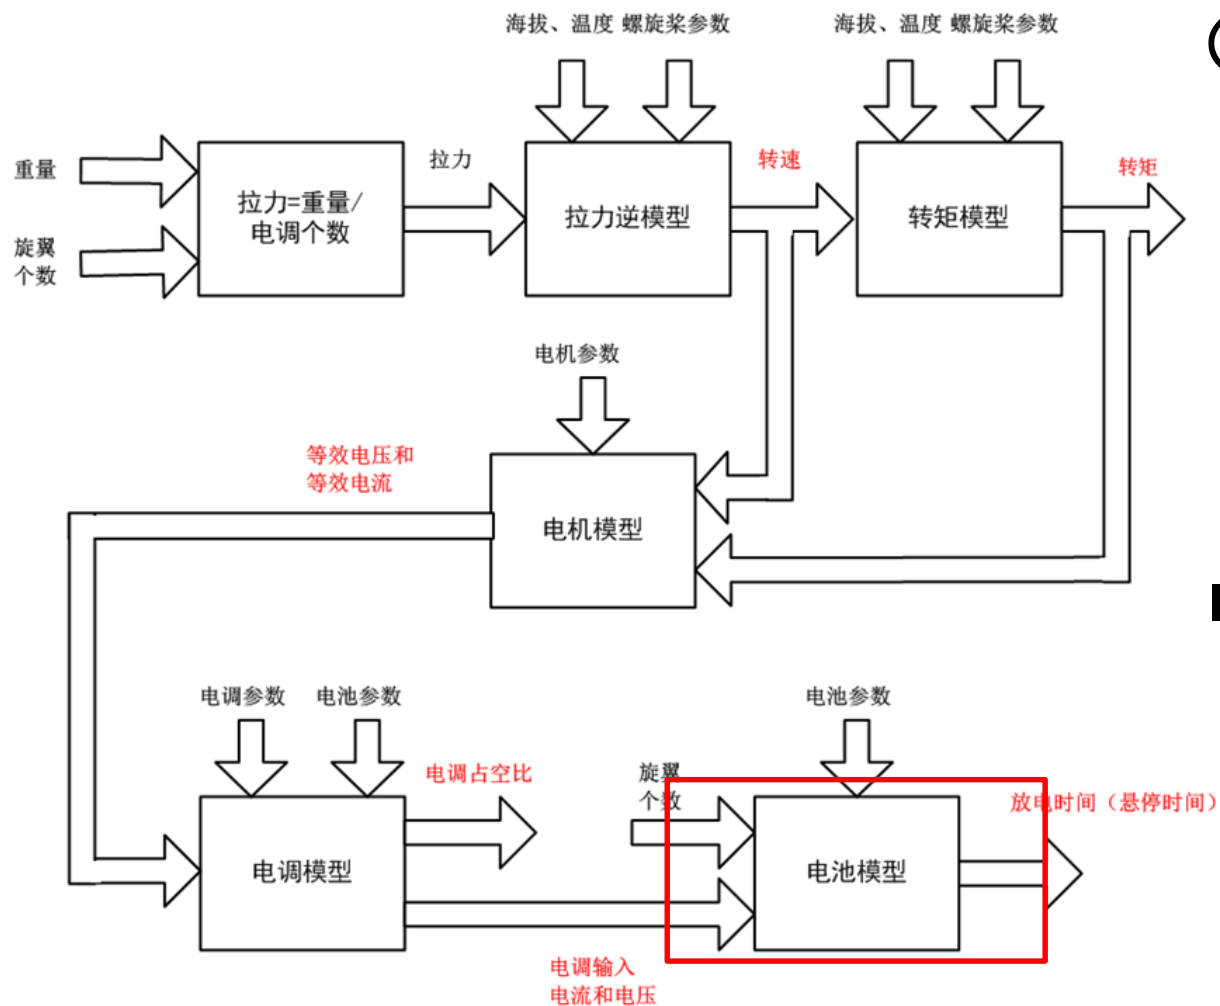 海拔、温度 螺旋桨参数
海拔、温度 螺旋桨参数
重量
旋翼
个数
拉力=重量/
电调个数
拉力
拉力逆模型
转速
转矩模型
转矩
电机参数
等效电压和
等效电流
电机模型
电调参数
电池参数
电调模型
电调占空比
旋翼
个数
电调输入
电流和电压
电池参数
电池模型
放电时间（悬停时间）